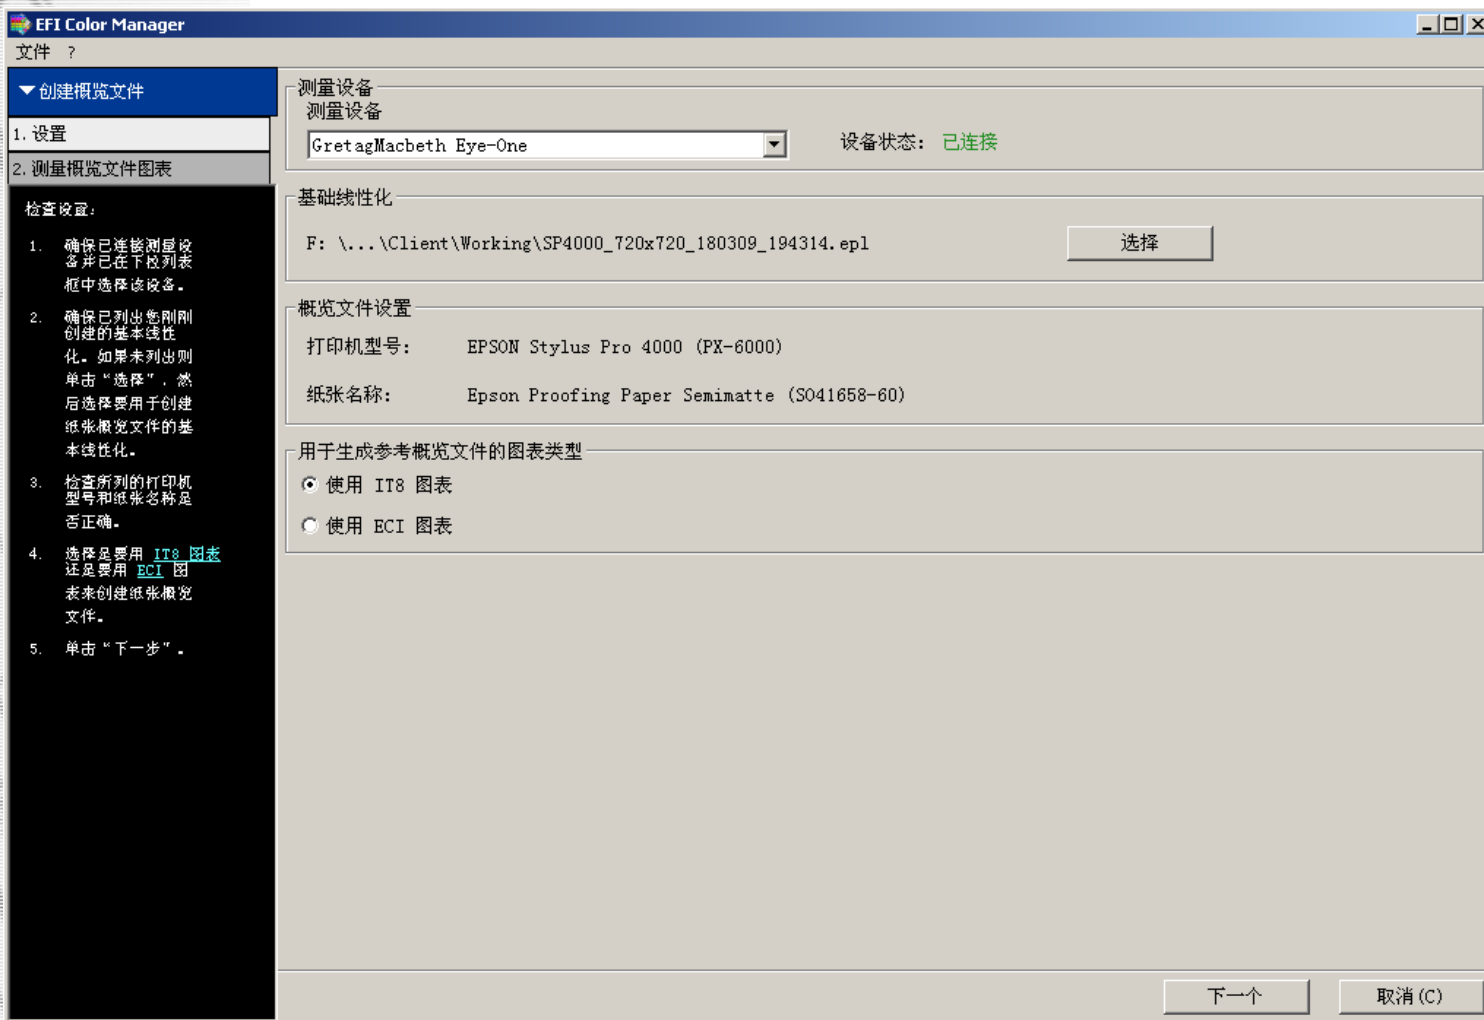 EFI Color Manager
文件 ?
创建概览文件
1. 设置
2. 测量概览文件图表
检查设置：
1. 确保已连接测量设
备并已在下拉列表
框中选择该设备。
2. 确保已列出您刚刚
创建的基本线性
化。如果未列出则
单击“选择”，然
后选择要用于创建
纸张概览文件的基
本线性化。
3. 检查所列的打印机
型号和纸张名称是
否正确。
4. 选择是要用 IT8 图表
还是要用 ECI 图
表来创建纸张概览
文件。
5. 单击“下一步”。
测量设备
测量设备
GretagMacbeth Eye-One
设备状态： 已连接
基础线性化
F: \...\Client\Working\SP4000_720x720_180309_194314.epl
选择
概览文件设置
打印机型号： EPSON Stylus Pro 4000 (PX-6000)
纸张名称： Epson Proofing Paper Semimatte (S041658-60)
用于生成参考概览文件的图表类型
使用 IT8 图表
使用 ECI 图表
下一个
取消(C)